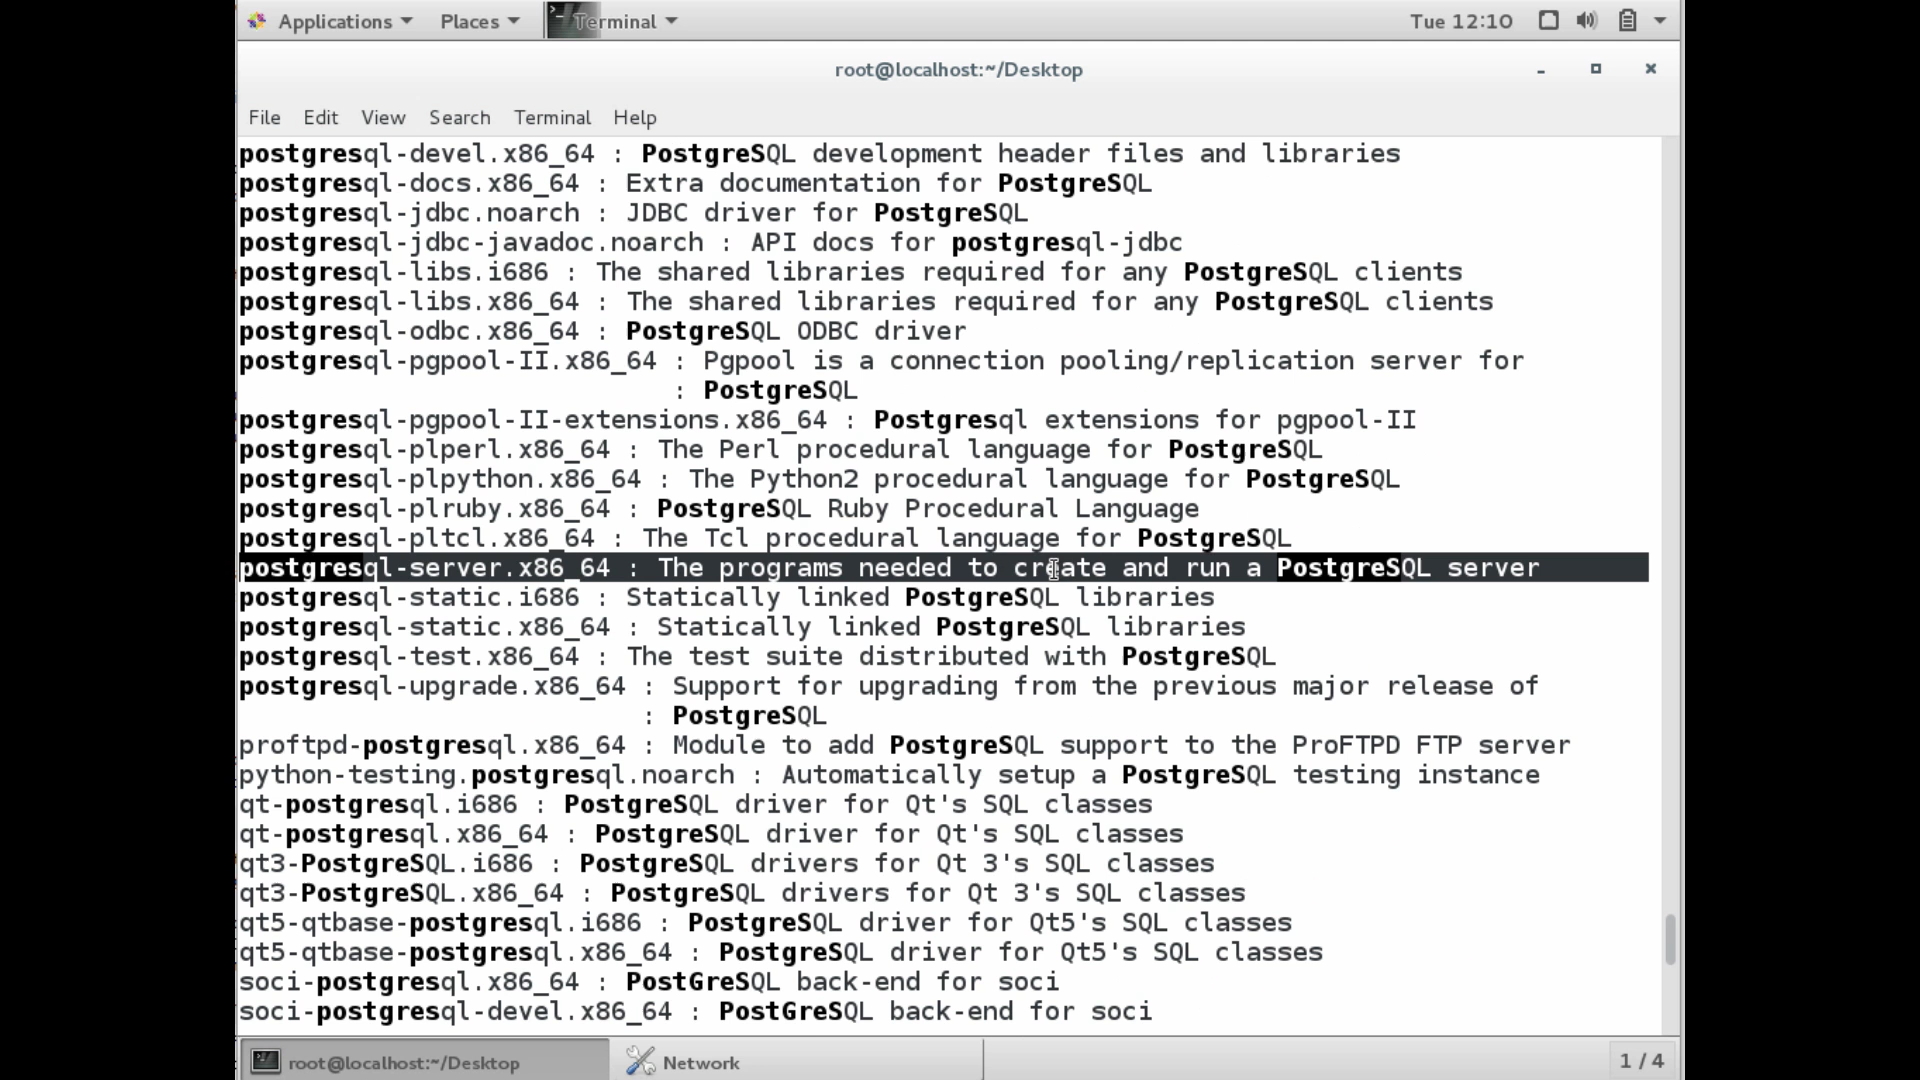 Applications Places Terminal Tue 12:10
root@localhost:~/Desktop
File Edit View Search Terminal Help
postgresql-devel.x86_64 : PostgreSQL development header files and libraries
postgresql-docs.x86_64 : Extra documentation for PostgreSQL
postgresql-jdbc.noarch : JDBC driver for PostgreSQL
postgresql-jdbc-javadoc.noarch : API docs for postgresql-jdbc
postgresql-libs.i686 : The shared libraries required for any PostgreSQL clients
postgresql-libs.x86_64 : The shared libraries required for any PostgreSQL clients
postgresql-odbc.x86_64 : PostgreSQL ODBC driver
postgresql-pgpool-II.x86_64 : Pgpool is a connection pooling/replication server for
: PostgreSQL
postgresql-pgpool-II-extensions.x86_64 : Postgresql extensions for pgpool-II
postgresql-plperl.x86_64 : The Perl procedural language for PostgreSQL
postgresql-plpython.x86_64 : The Python2 procedural language for PostgreSQL
postgresql-plruby.x86_64 : PostgreSQL Ruby Procedural Language
postgresql-pltcl.x86_64 : The Tcl procedural language for PostgreSQL
postgresql-server.x86_64 : The programs needed to create and run a PostgreSQL server
postgresql-static.i686 : Statically linked PostgreSQL libraries
postgresql-static.x86_64 : Statically linked PostgreSQL libraries
postgresql-test.x86_64 : The test suite distributed with PostgreSQL
postgresql-upgrade.x86_64 : Support for upgrading from the previous major release of
: PostgreSQL
proftpd-postgresql.x86_64 : Module to add PostgreSQL support to the ProFTPD FTP server
python-testing.postgresql.noarch : Automatically setup a PostgreSQL testing instance
qt-postgresql.i686 : PostgreSQL driver for Qt's SQL classes
qt-postgresql.x86_64 : PostgreSQL driver for Qt's SQL classes
qt3-PostgreSQL.i686 : PostgreSQL drivers for Qt 3's SQL classes
qt3-PostgreSQL.x86_64 : PostgreSQL drivers for Qt 3's SQL classes
qt5-qtbase-postgresql.i686 : PostgreSQL driver for Qt5's SQL classes
qt5-qtbase-postgresql.x86_64 : PostgreSQL driver for Qt5's SQL classes
soci-postgresql.x86_64 : PostGreSQL back-end for soci
soci-postgresql-devel.x86_64 : PostGreSQL back-end for soci
root@localhost:~/Desktop Network 1 / 4